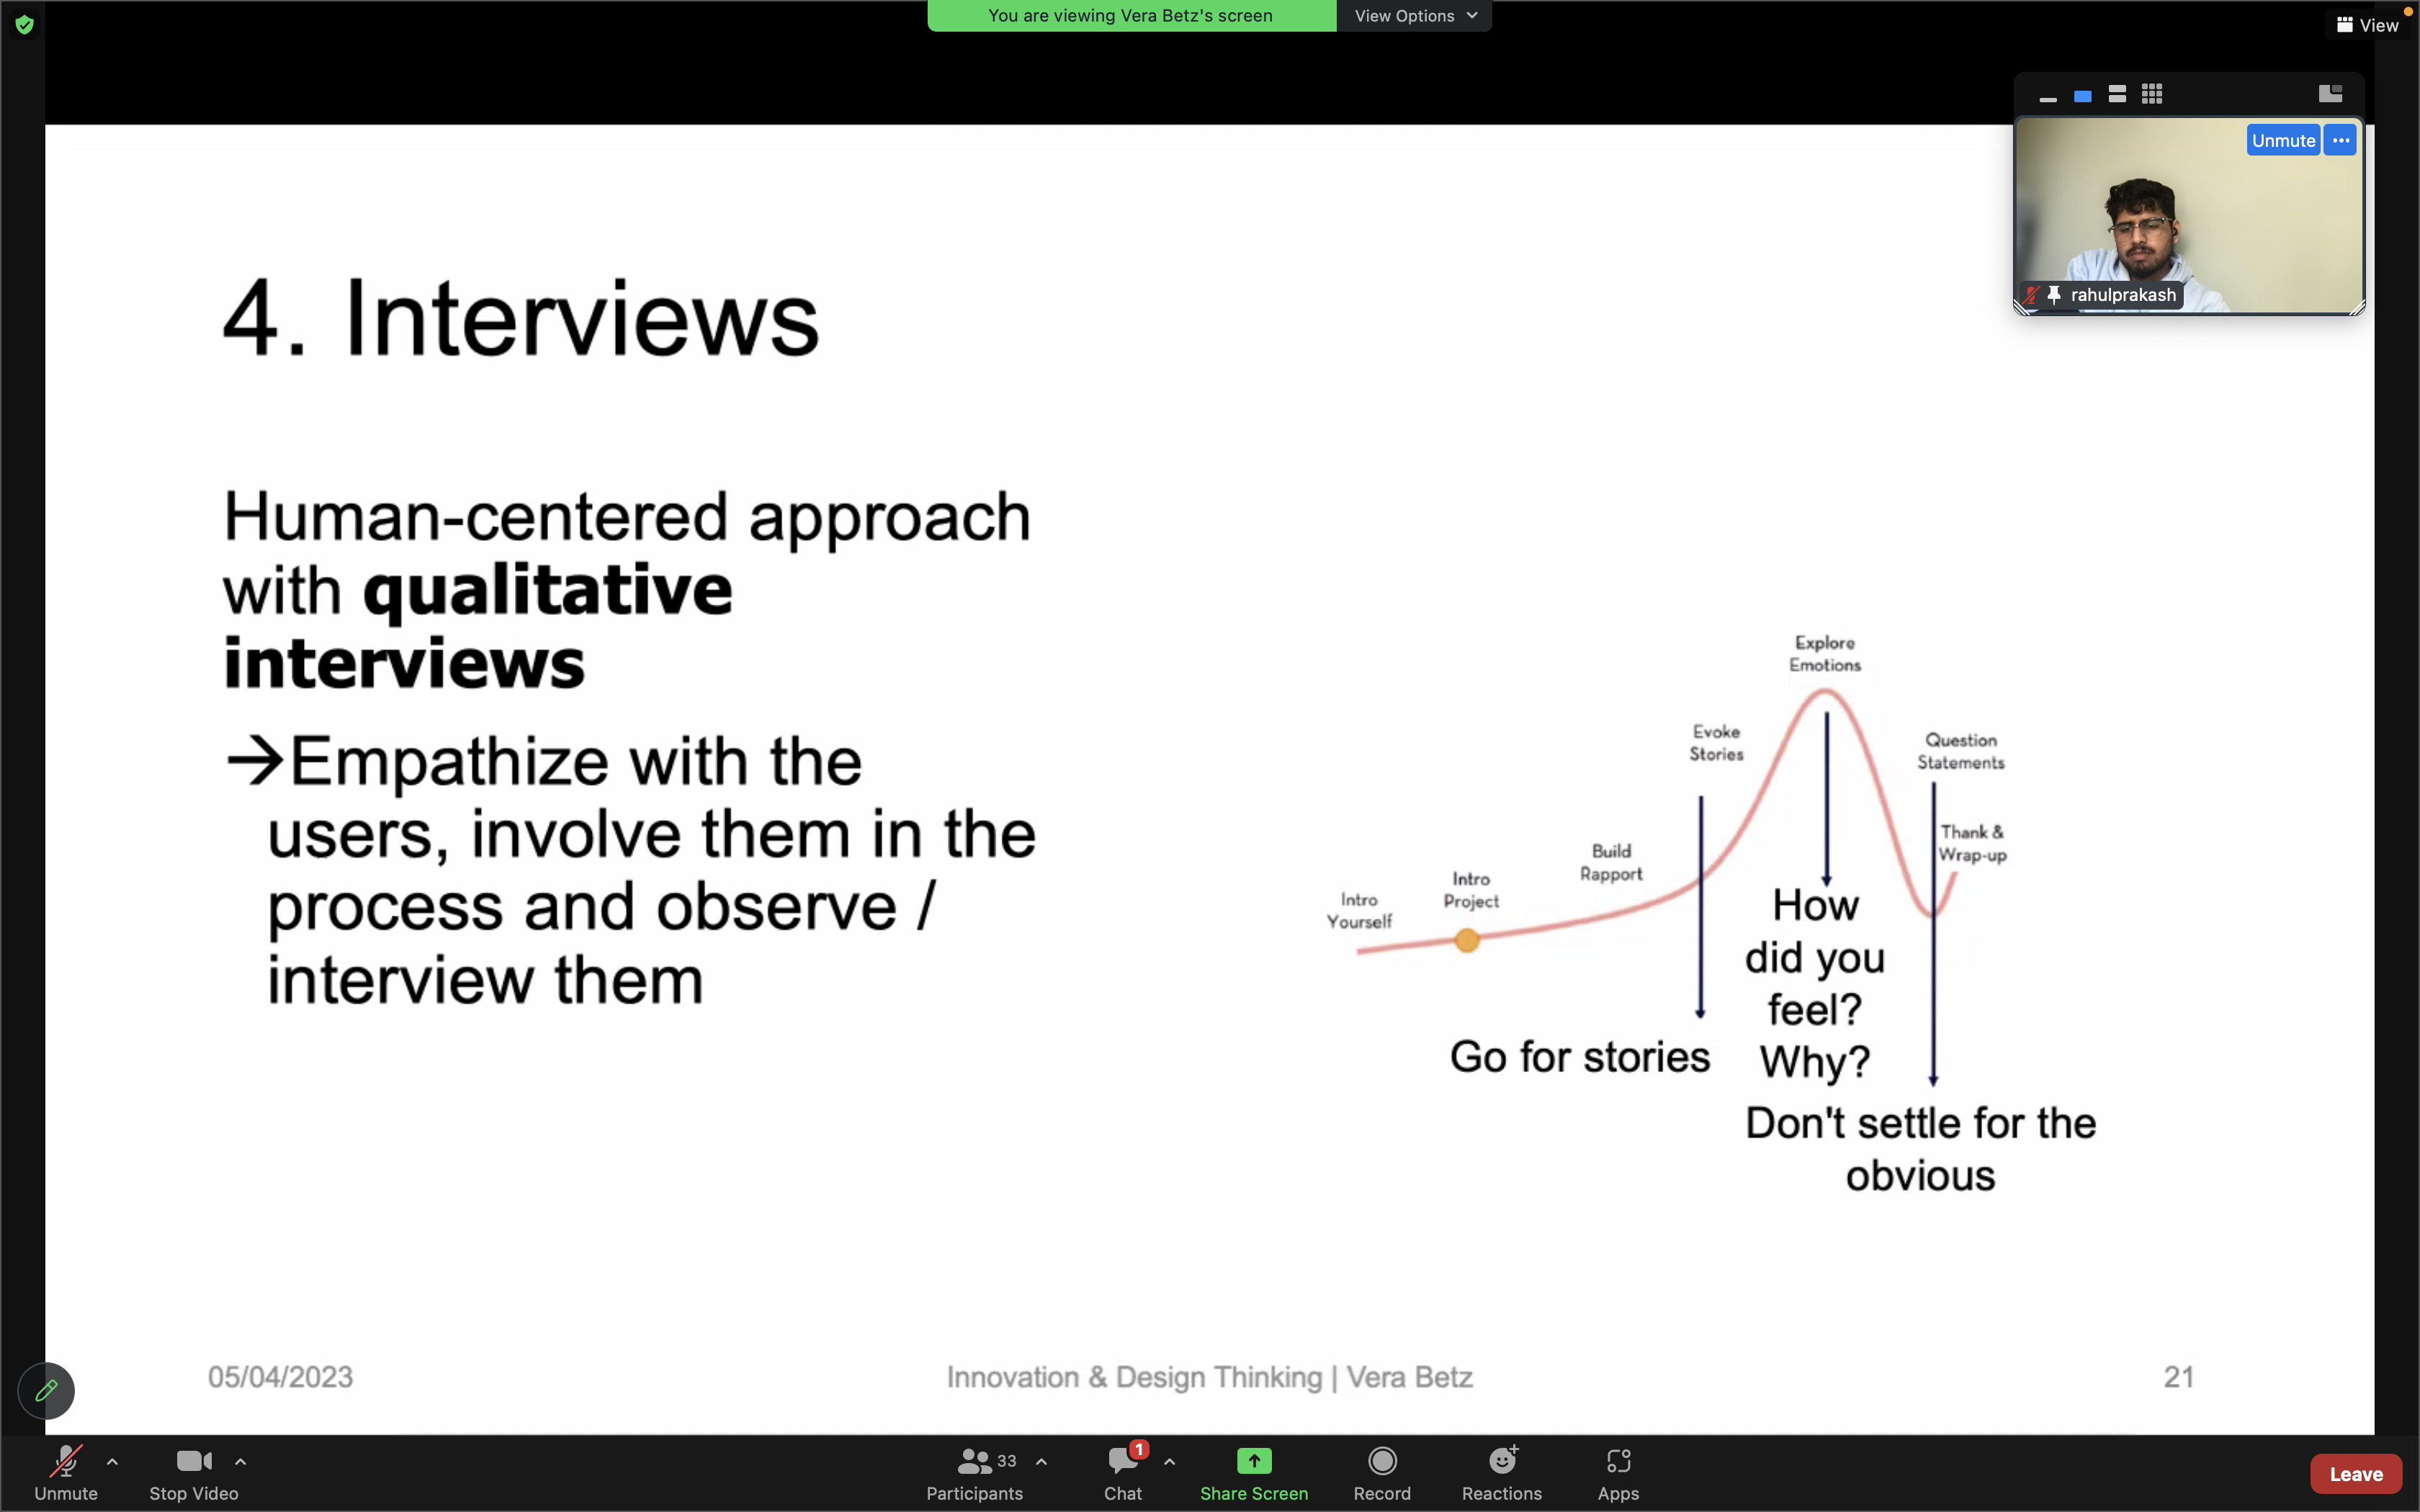 You are viewing Vera Betz's screen
View Options
View
Unmute
rahulprakash
4. Interviews
Human-centered approach
with qualitative
interviews
→Empathize with the
users, involve them in the
process and observe /
interview them
Explore
Emotions
Evoke
Stories
Question
Statements
Thank &
Wrap-up
Build
Rapport
Intro
Project
Intro
Yourself
How
did you
feel?
Why?
Go for stories
Don't settle for the
obvious
05/04/2023
Innovation & Design Thinking | Vera Betz
21
Unmute
Stop Video
33
Participants
1
Chat
Share Screen
Record
Reactions
Apps
Leave